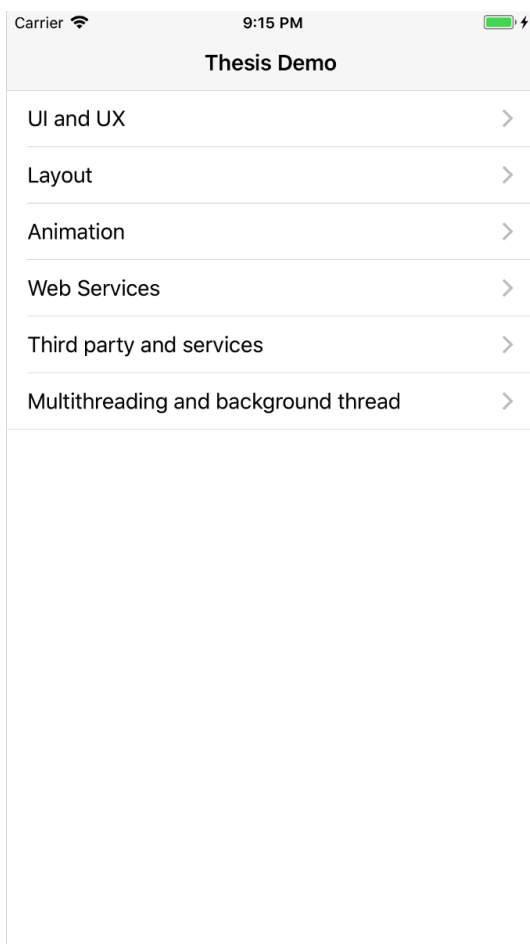 Carrier 9:15 PM
Thesis Demo
UI and UX
Layout
Animation
Web Services
Third party and services
Multithreading and background thread